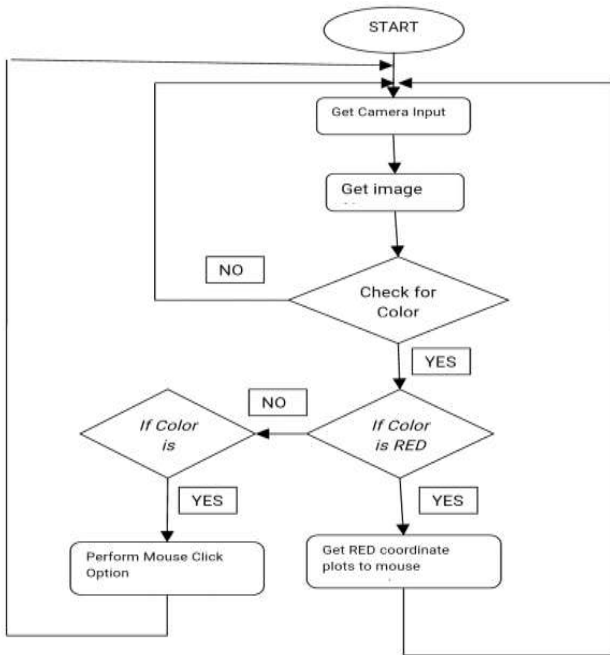 START
Get Camera Input
Get image
NO
Check for
Color
YES
NO
If Color
is
If Color
is RED
YES
YES
Perform Mouse Click
Option
Get RED coordinate
plots to mouse